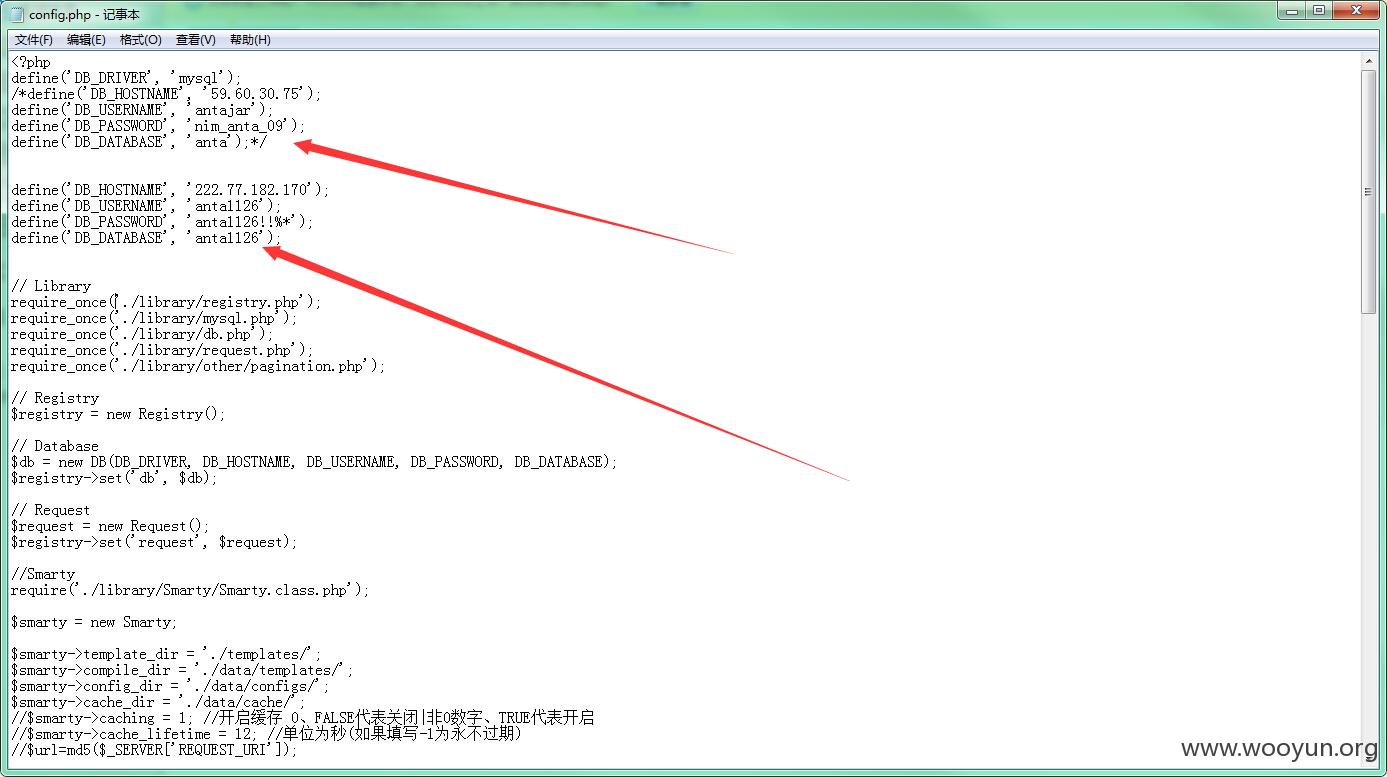 config.php - 记事本
文件(F) 编辑(E) 格式(O) 查看(V) 帮助(H)
<?php
define('DB_DRIVER', 'mysql');
/*define('DB_HOSTNAME', '59.60.30.75');
define('DB_USERNAME', 'antajar');
define('DB_PASSWORD', 'nim_anta_09');
define('DB_DATABASE', 'anta');*/
define('DB_HOSTNAME', '222.77.182.170');
define('DB_USERNAME', 'anta1126');
define('DB_PASSWORD', 'anta1126!!%*');
define('DB_DATABASE', 'anta1126');
// Library
require_once('./library/registry.php');
require_once('./library/mysql.php');
require_once('./library/db.php');
require_once('./library/request.php');
require_once('./library/other/pagination.php');
// Registry
$registry = new Registry();
// Database
$db = new DB(DB_DRIVER, DB_HOSTNAME, DB_USERNAME, DB_PASSWORD, DB_DATABASE);
$registry->set('db', $db);
// Request
$request = new Request();
$registry->set('request', $request);
//Smarty
require('./library/Smarty/Smarty.class.php');
$smarty = new Smarty;
$smarty->template_dir = './templates/';
$smarty->compile_dir = './data/templates/';
$smarty->config_dir = './data/configs/';
$smarty->cache_dir = './data/cache/';
//$smarty->caching = 1; //开启缓存 0、FALSE代表关闭|非0数字、TRUE代表开启
//$smarty->cache_lifetime = 12; //单位为秒(如果填写-1为永不过期)
//$url=md5($_SERVER['REQUEST_URI']);
www.wooyun.org